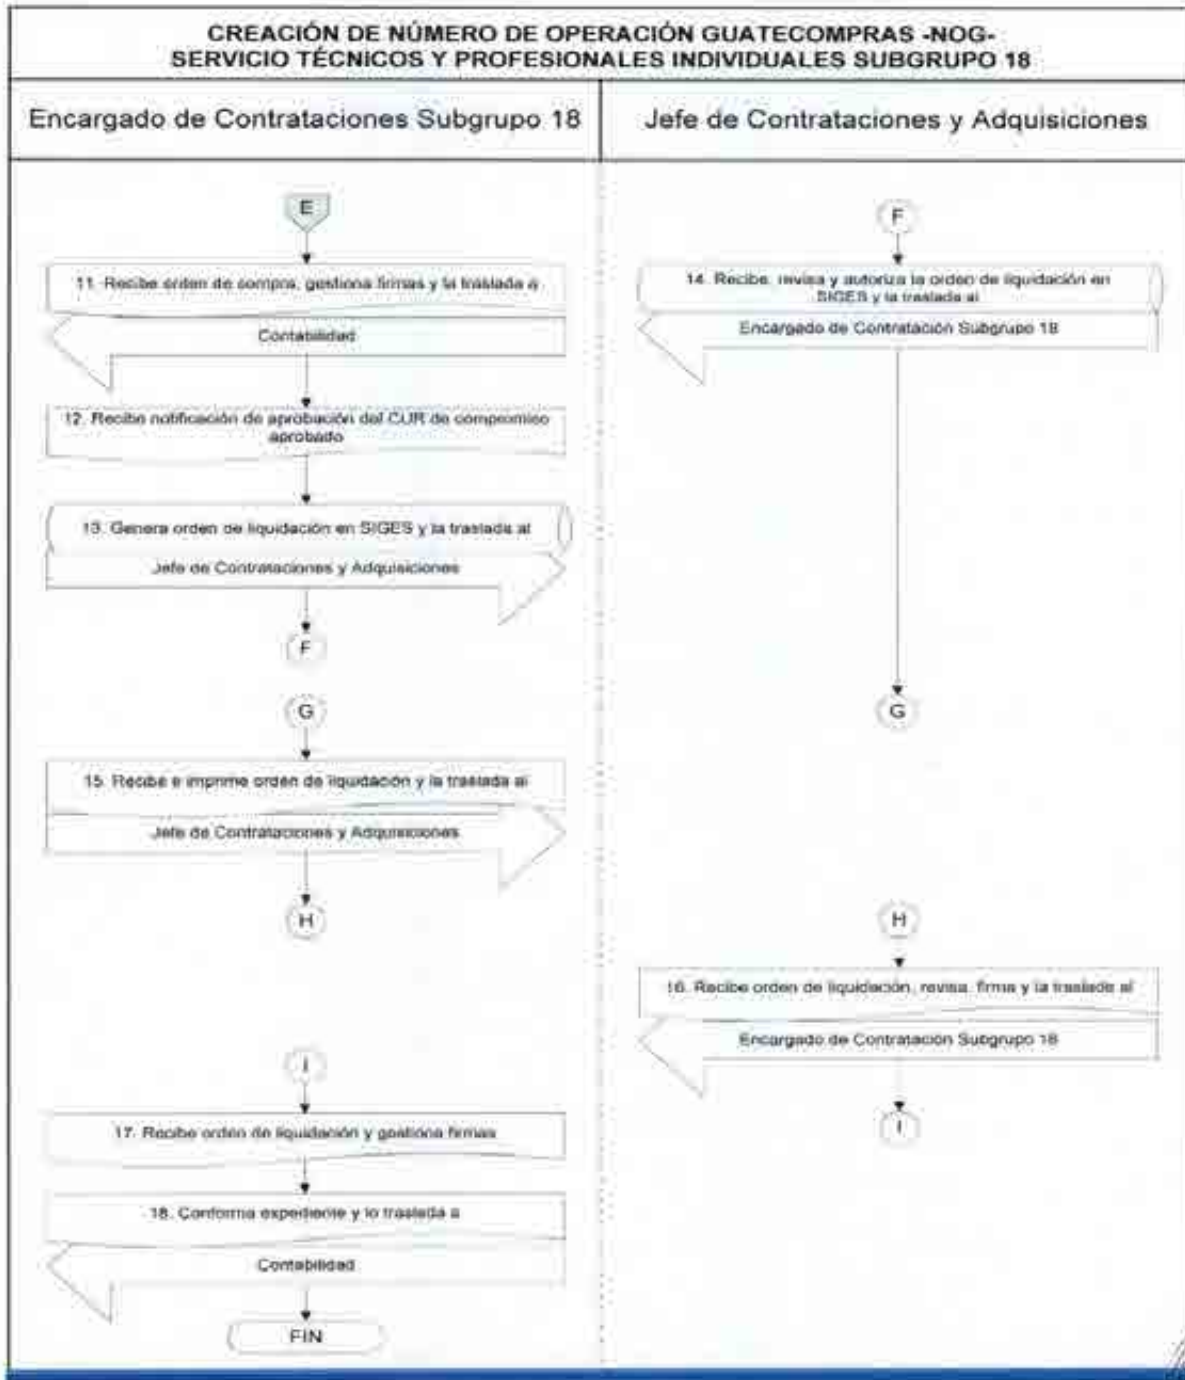 CREACIÓN DE NÚMERO DE OPERACIÓN GUATECOMPRAS -NOG-
SERVICIO TÉCNICOS Y PROFESIONALES INDIVIDUALES SUBGRUPO 18
Encargado de Contrataciones Subgrupo 18
Jefe de Contrataciones y Adquisiciones
E
11. Recibe orden de compra, gestiona firmas y la traslada a
Contabilidad
12. Recibe notificación de aprobación del CUR de compromiso
aprobado
13. Genera orden de liquidación en SIGES y la traslada al
Jefe de Contrataciones y Adquisiciones
F
F
14. Recibe, revisa y autoriza la orden de liquidación en
SIGES y la traslada al
Encargado de Contratación Subgrupo 18
G
G
15. Recibe e imprime orden de liquidación y la traslada al
Jefe de Contrataciones y Adquisiciones
H
H
16. Recibe orden de liquidación, revisa, firma y la traslada al
Encargado de Contratación Subgrupo 18
I
I
17. Recibe orden de liquidación y gestiona firmas
18. Conforma expediente y lo traslada a
Contabilidad
FIN